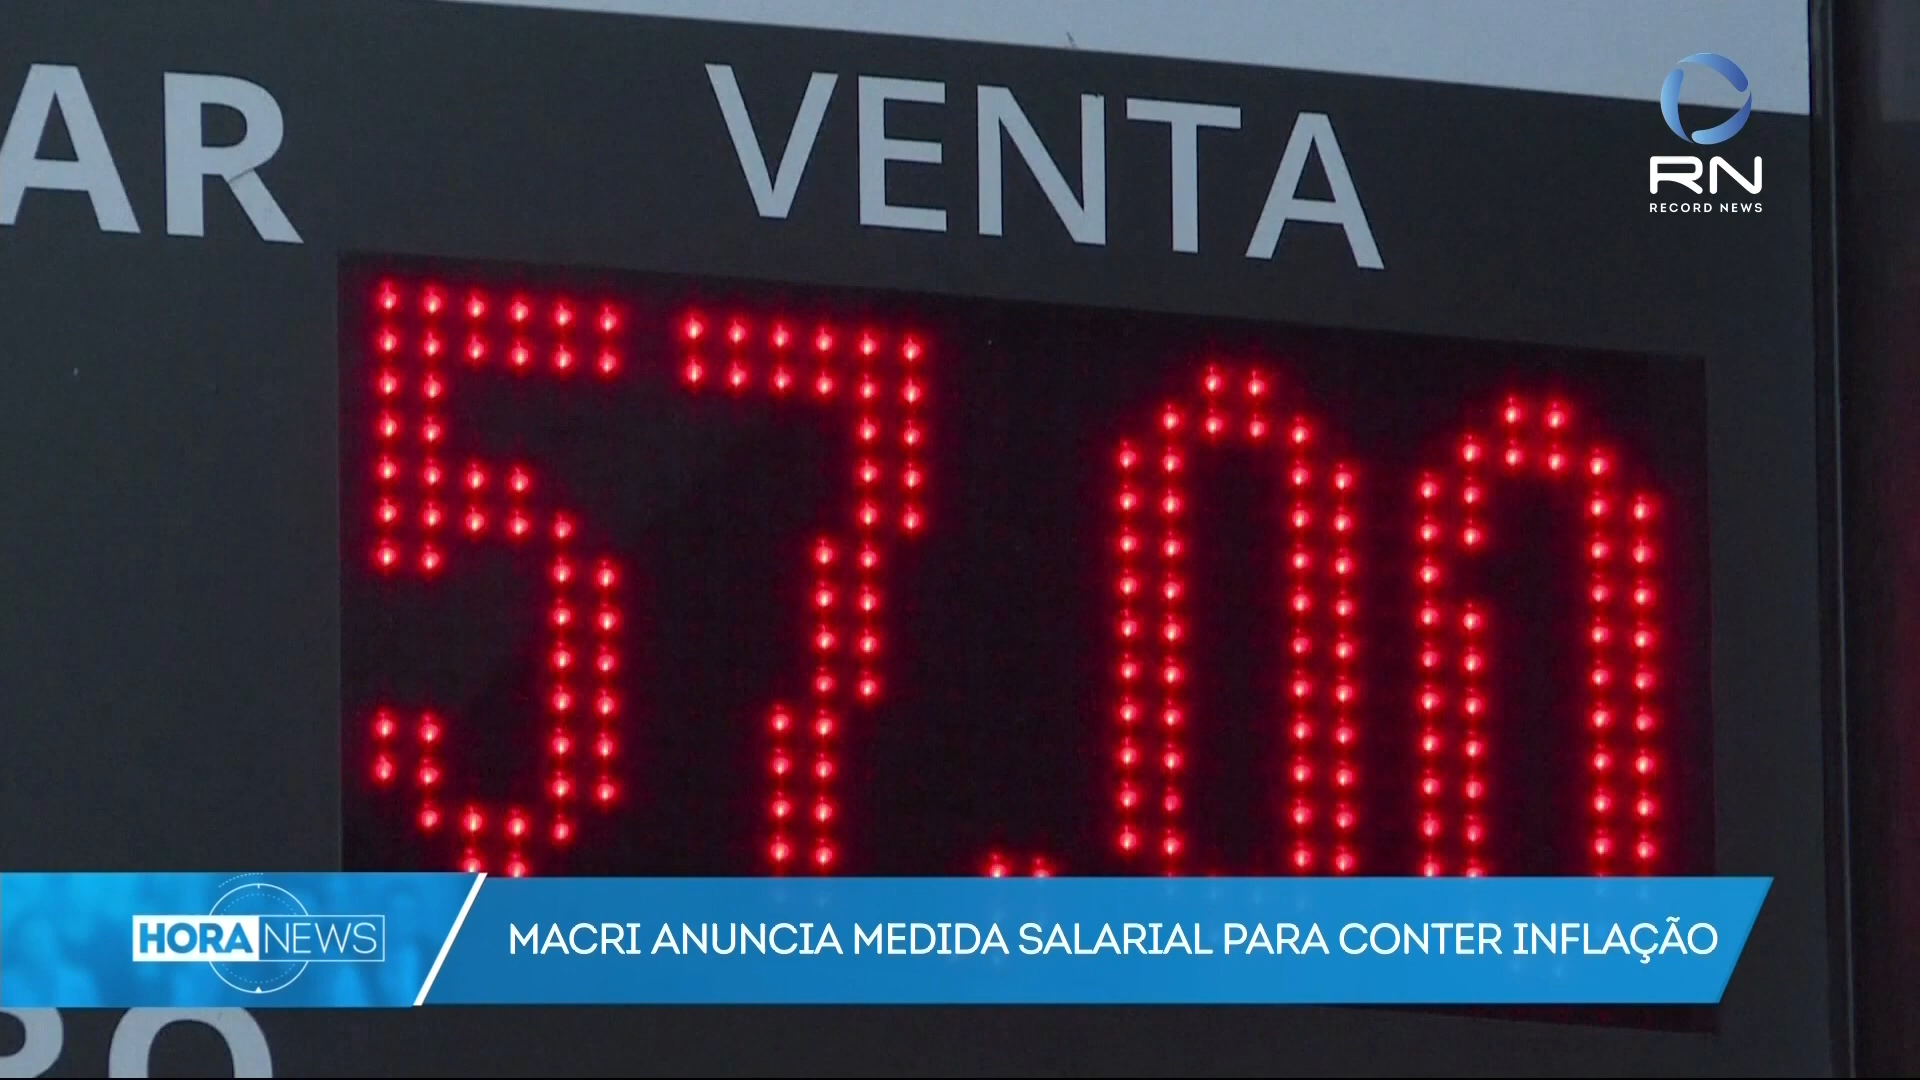 AR VENTA
RN
RECORD NEWS
57.00
HORA NEWS
MACRI ANUNCIA MEDIDA SALARIAL PARA CONTER INFLAÇÃO